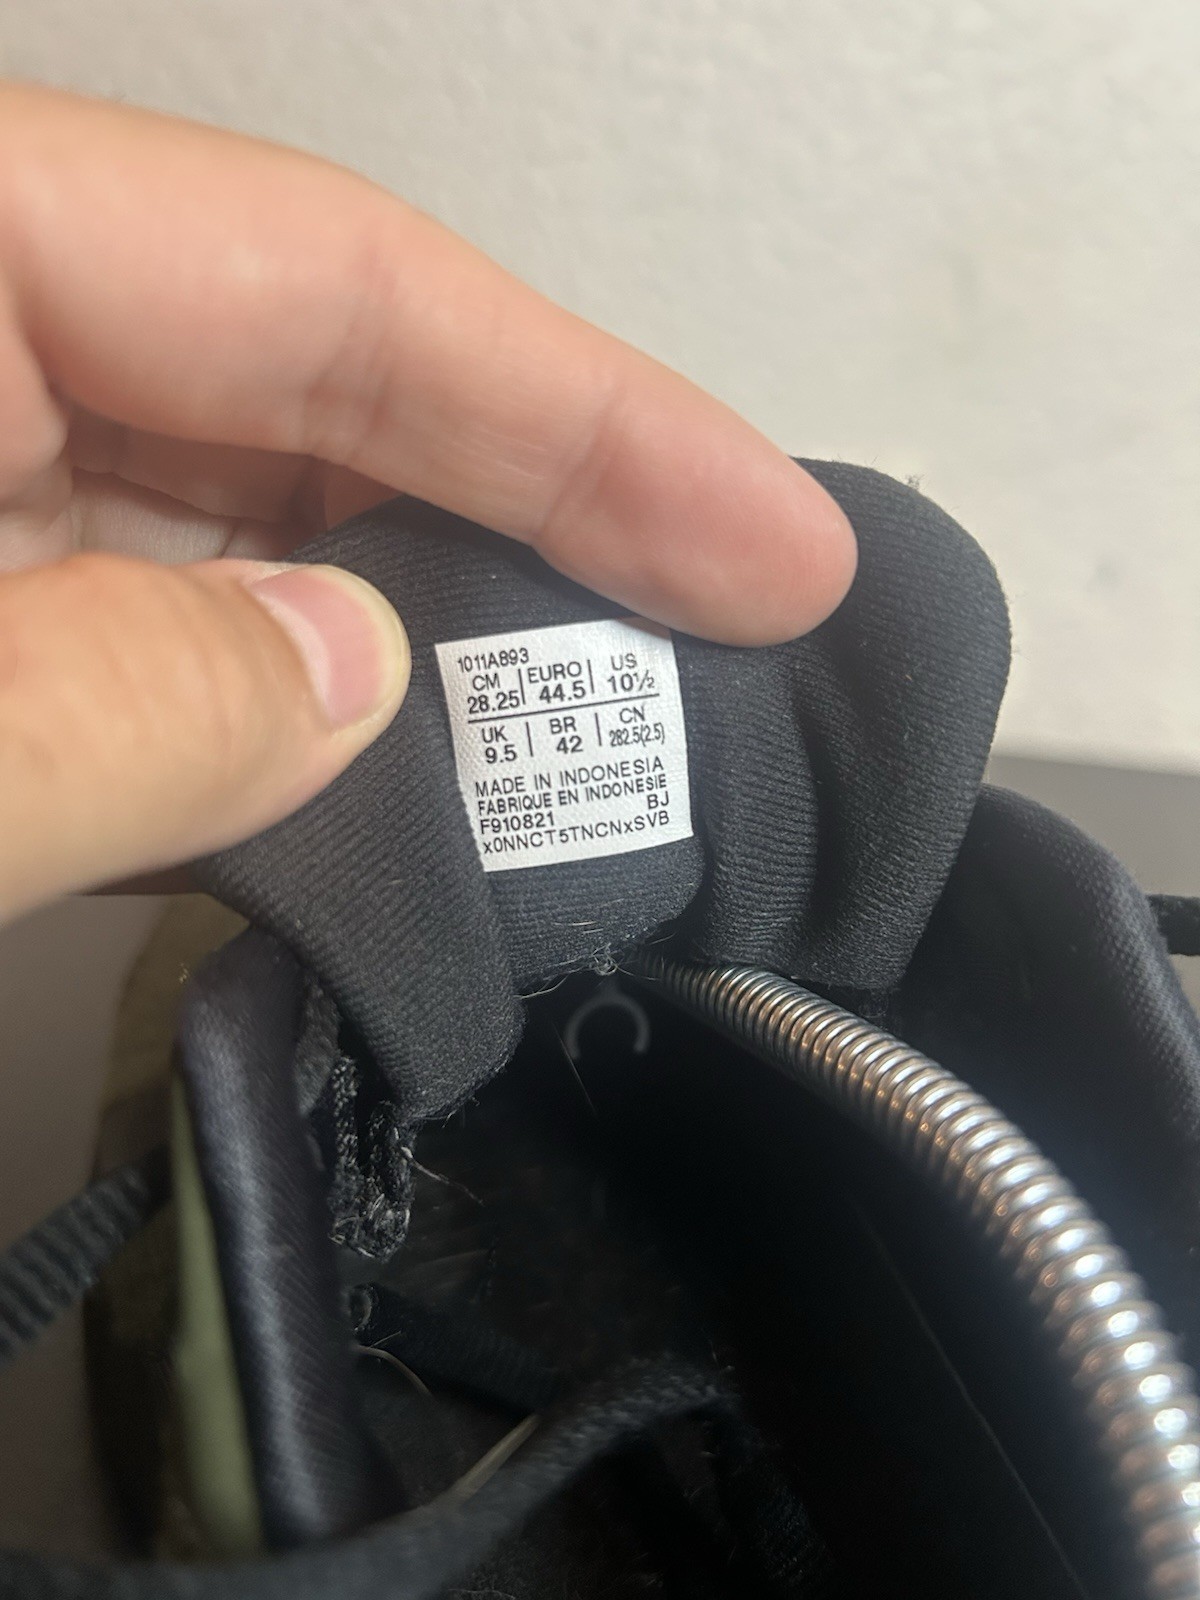 1011A893
CM | EURO | US
28.25 | 44.5 | 10½
UK | BR | CN
9.5 | 42 | 282.5(2.5)
MADE IN INDONESIA
FABRIQUE EN INDONESIE
F910821 BJ
x0NNCT5TNCNxSVB